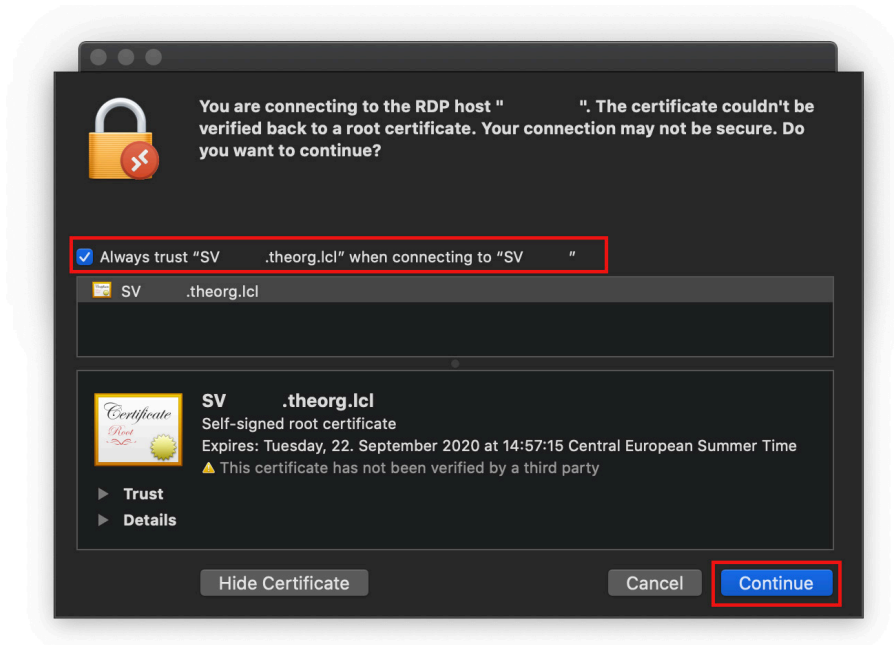 You are connecting to the RDP host " ". The certificate couldn't be
verified back to a root certificate. Your connection may not be secure. Do
you want to continue?
Always trust “SV .theorg.lcl” when connecting to “SV ”
SV .theorg.lcl
Certificate
Root
SV .theorg.lcl
Self-signed root certificate
Expires: Tuesday, 22. September 2020 at 14:57:15 Central European Summer Time
This certificate has not been verified by a third party
Trust
Details
Hide Certificate
Cancel
Continue